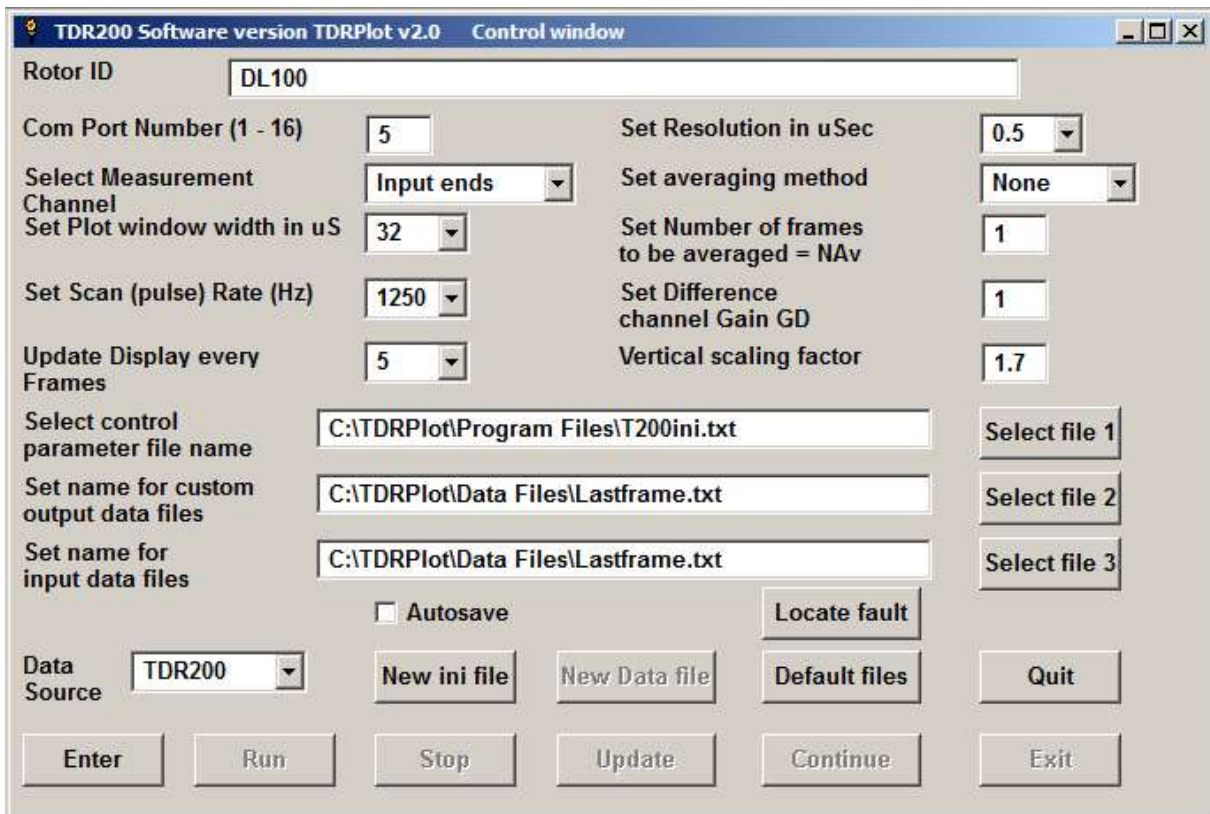 TDR200 Software version TDRPlot v2.0 Control window
Rotor ID DL100
Com Port Number (1 - 16) 5 Set Resolution in uSec 0.5
Select Measurement
Channel Input ends Set averaging method None
Set Plot window width in uS 32 Set Number of frames
to be averaged = NAv 1
Set Scan (pulse) Rate (Hz) 1250 Set Difference
channel Gain GD 1
Update Display every
Frames 5 Vertical scaling factor 1.7
Select control
parameter file name C:\TDRPlot\Program Files\T200ini.txt Select file 1
Set name for custom
output data files C:\TDRPlot\Data Files\Lastframe.txt Select file 2
Set name for
input data files C:\TDRPlot\Data Files\Lastframe.txt Select file 3
Autosave Locate fault
Data
Source TDR200 New ini file New Data file Default files Quit
Enter Run Stop Update Continue Exit